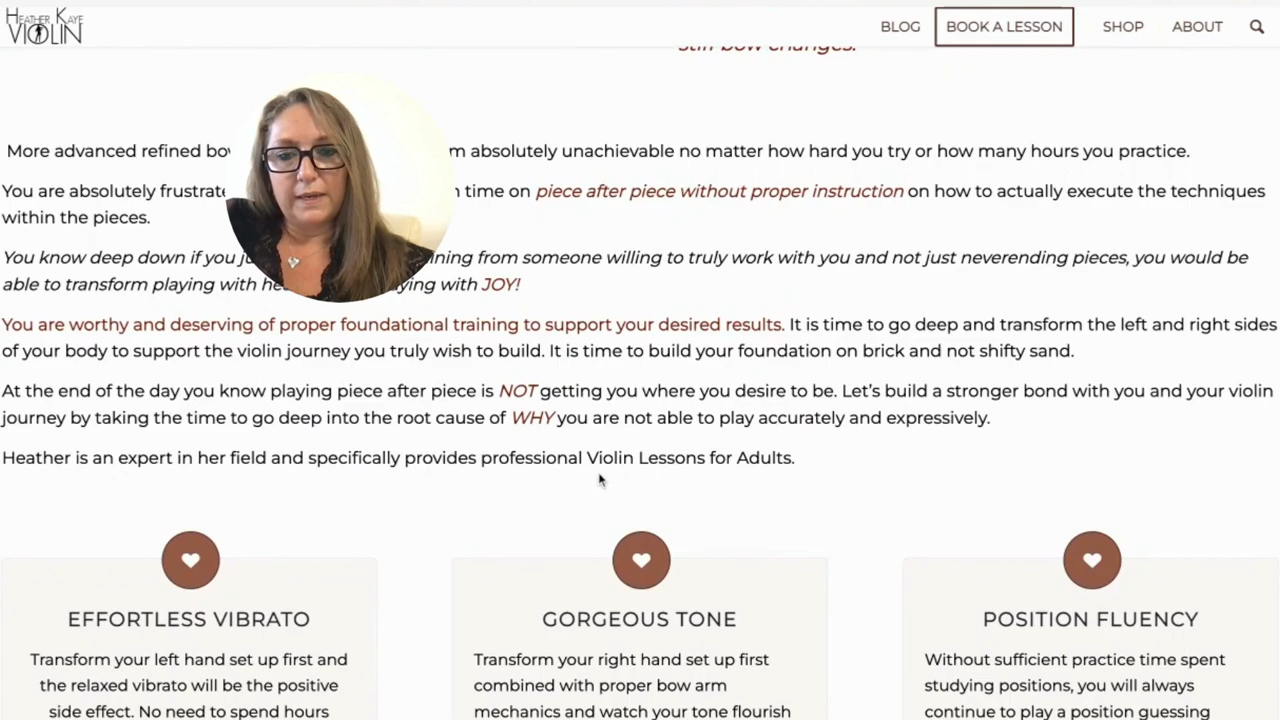 HEATHER KAYE
VIOLIN
BLOG
BOOK A LESSON
SHOP
ABOUT
stiff bow changes.
More advanced refined bo m absolutely unachievable no matter how hard you try or how many hours you practice.
You are absolutely frustrate time on piece after piece without proper instruction on how to actually execute the techniques
within the pieces.
You know deep down if you ju ning from someone willing to truly work with you and not just neverending pieces, you would be
able to transform playing with he ying with JOY!
You are worthy and deserving of proper foundational training to support your desired results. It is time to go deep and transform the left and right sides
of your body to support the violin journey you truly wish to build. It is time to build your foundation on brick and not shifty sand.
At the end of the day you know playing piece after piece is NOT getting you where you desire to be. Let's build a stronger bond with you and your violin
journey by taking the time to go deep into the root cause of WHY you are not able to play accurately and expressively.
Heather is an expert in her field and specifically provides professional Violin Lessons for Adults.
EFFORTLESS VIBRATO
Transform your left hand set up first and
the relaxed vibrato will be the positive
side effect. No need to spend hours
GORGEOUS TONE
Transform your right hand set up first
combined with proper bow arm
mechanics and watch your tone flourish
POSITION FLUENCY
Without sufficient practice time spent
studying positions, you will always
continue to play a position guessing